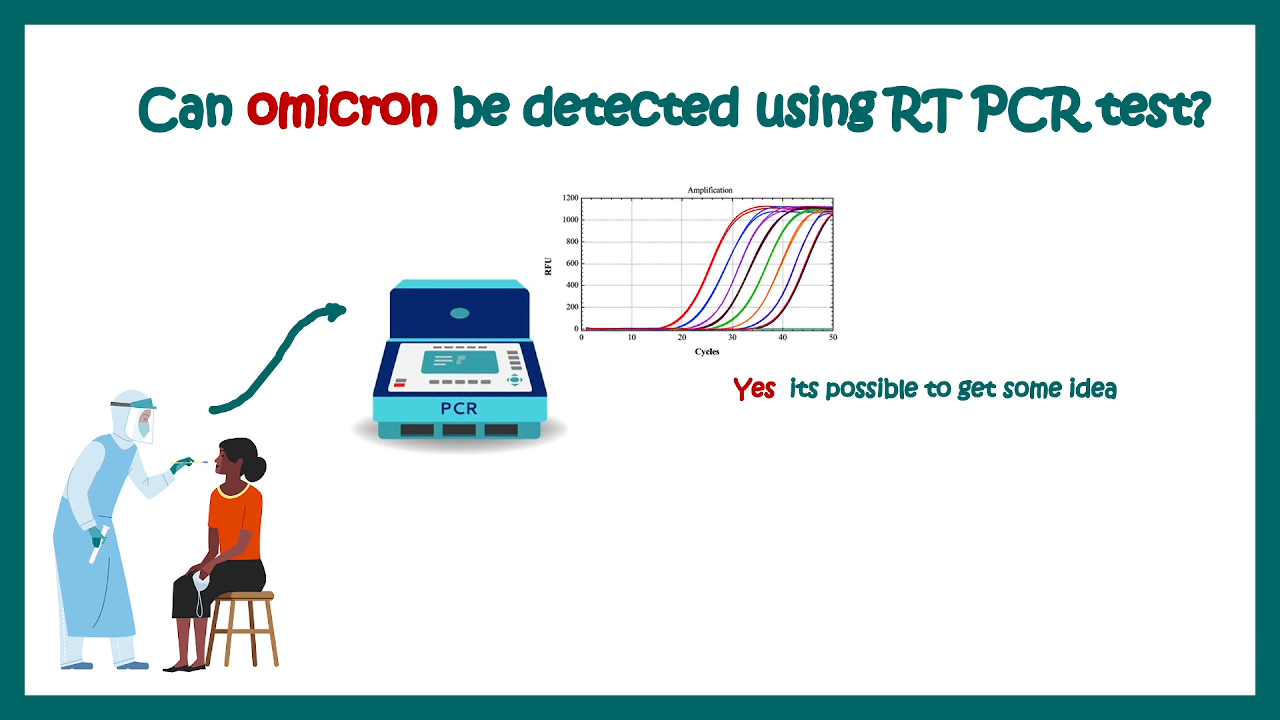 Can omicron be detected using RT PCR test?
Amplification
1200
1000
800
600
400
200
0
RFU
0 10 20 30 40 50
Cycles
PCR
Yes its possible to get some idea